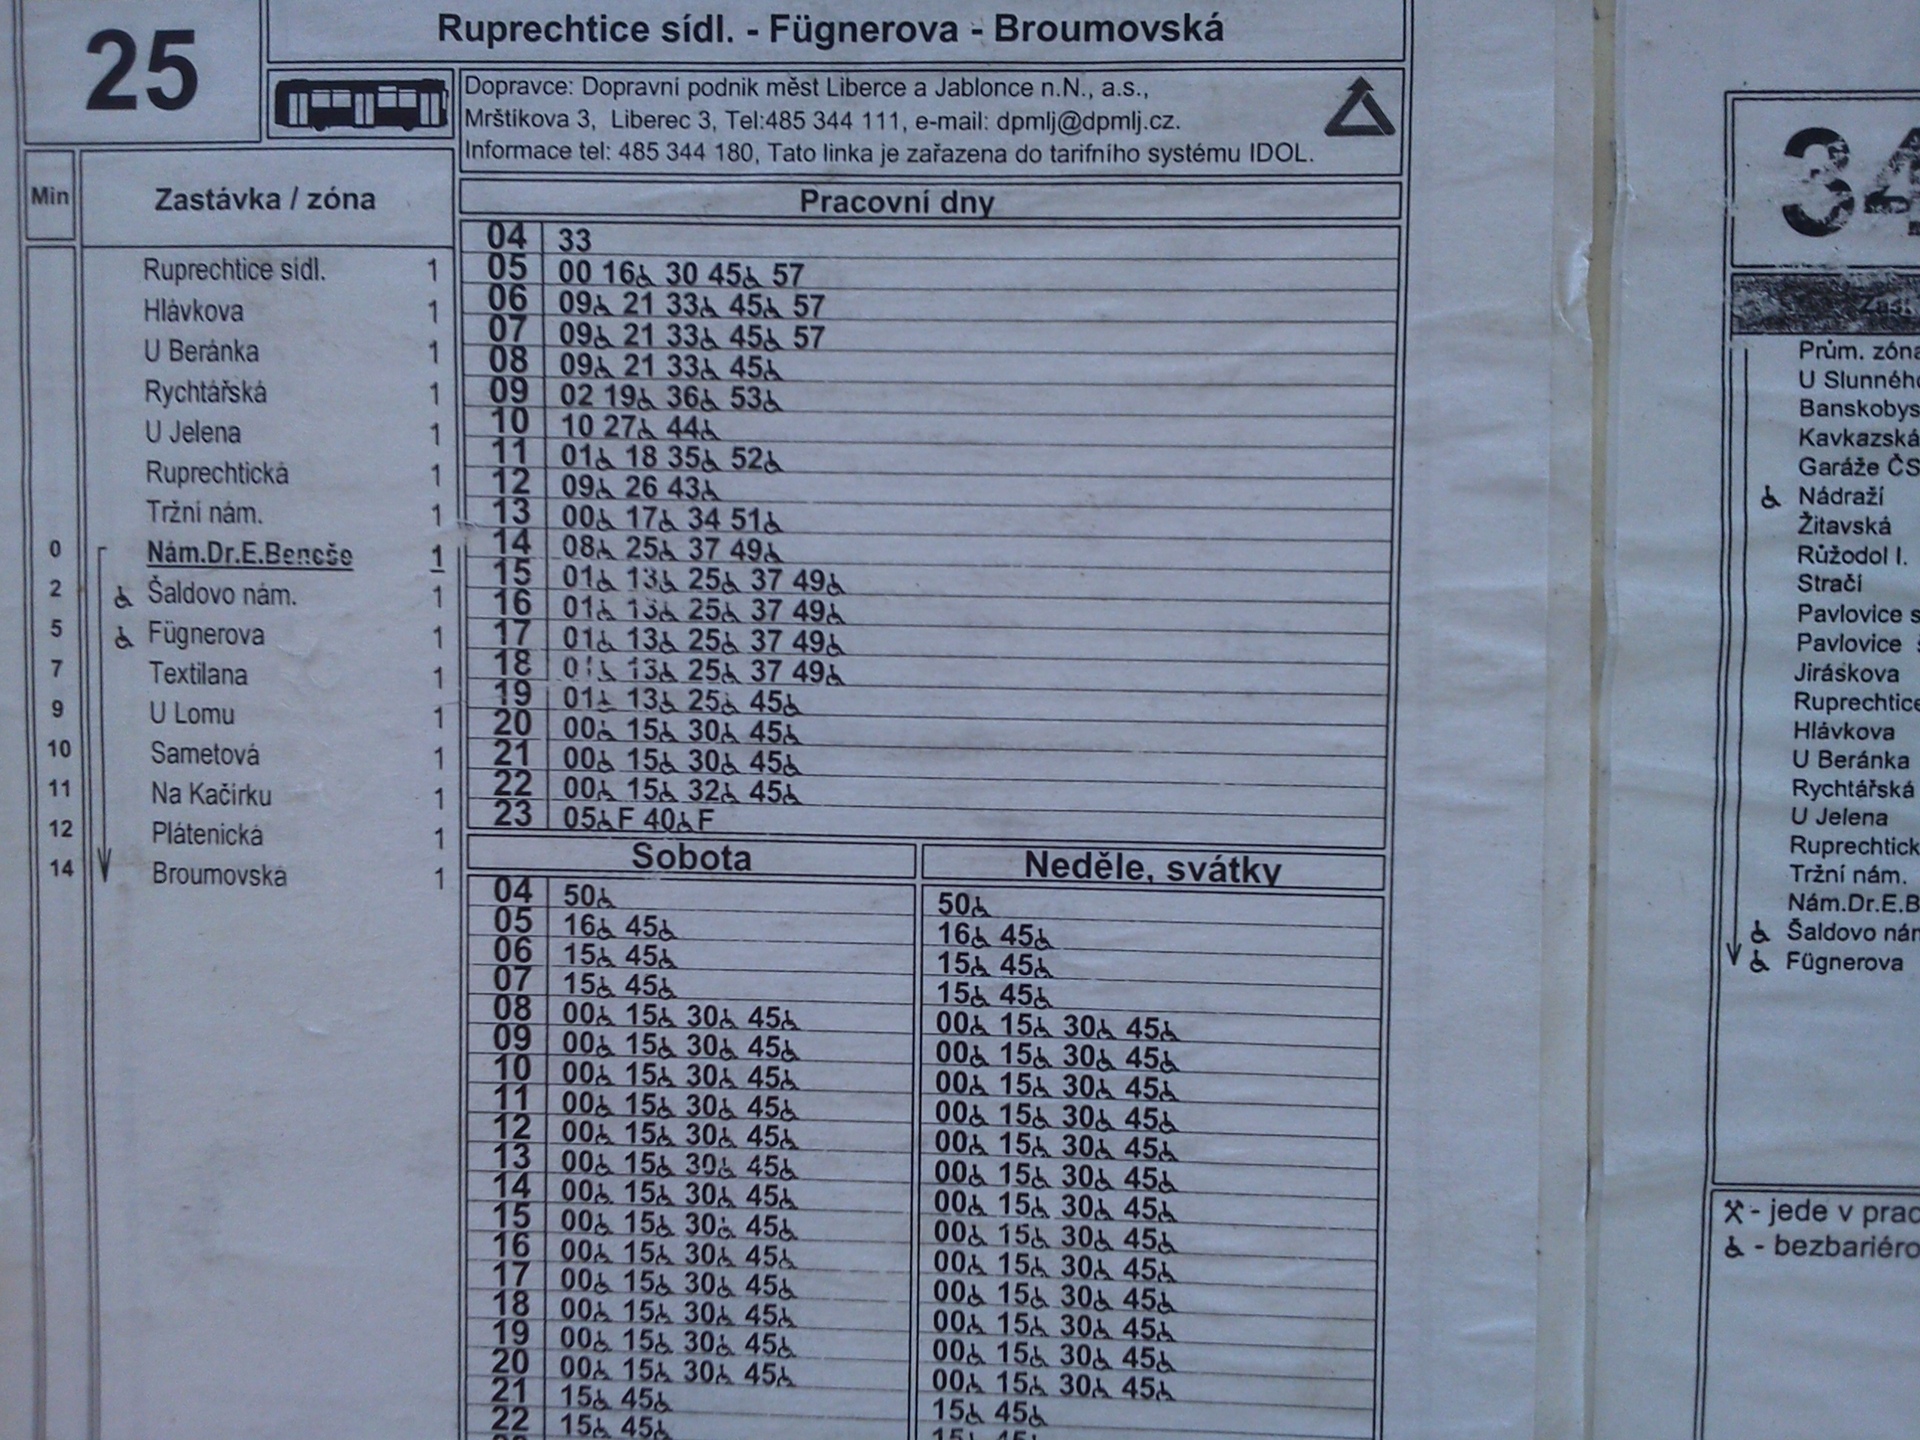 25
Ruprechtice sídl. - Fügnerova - Broumovská
Dopravce: Dopravní podnik měst Liberce a Jablonce n.N., a.s.,
Mrštíkova 3, Liberec 3, Tel:485 344 111, e-mail: dpmlj@dpmlj.cz.
Informace tel: 485 344 180, Tato linka je zařazena do tarifního systému IDOL.
Min Zastávka / zóna
Ruprechtice sídl. 1
Hlávkova 1
U Beránka 1
Rychtářská 1
U Jelena 1
Ruprechtická 1
Tržní nám. 1
0 Nám.Dr.E.Beneše 1
2 ♿ Šaldovo nám. 1
5 ♿ Fügnerova 1
7 Textilana 1
9 U Lomu 1
10 Sametová 1
11 Na Kačírku 1
12 Plátenická 1
14 Broumovská 1
Pracovní dny
04 33
05 00 16♿ 30 45♿ 57
06 09♿ 21 33♿ 45♿ 57
07 09♿ 21 33♿ 45♿ 57
08 09♿ 21 33♿ 45♿
09 02 19♿ 36♿ 53♿
10 10 27♿ 44♿
11 01♿ 18 35♿ 52♿
12 09♿ 26 43♿
13 00♿ 17♿ 34 51♿
14 08♿ 25♿ 37 49♿
15 01♿ 13♿ 25♿ 37 49♿
16 01♿ 13♿ 25♿ 37 49♿
17 01♿ 13♿ 25♿ 37 49♿
18 01♿ 13♿ 25♿ 37 49♿
19 01♿ 13♿ 25♿ 45♿
20 00♿ 15♿ 30♿ 45♿
21 00♿ 15♿ 30♿ 45♿
22 00♿ 15♿ 32♿ 45♿
23 05♿F 40♿F
Sobota Neděle, svátky
04 50♿ 50♿
05 16♿ 45♿ 16♿ 45♿
06 15♿ 45♿ 15♿ 45♿
07 15♿ 45♿ 15♿ 45♿
08 00♿ 15♿ 30♿ 45♿ 00♿ 15♿ 30♿ 45♿
09 00♿ 15♿ 30♿ 45♿ 00♿ 15♿ 30♿ 45♿
10 00♿ 15♿ 30♿ 45♿ 00♿ 15♿ 30♿ 45♿
11 00♿ 15♿ 30♿ 45♿ 00♿ 15♿ 30♿ 45♿
12 00♿ 15♿ 30♿ 45♿ 00♿ 15♿ 30♿ 45♿
13 00♿ 15♿ 30♿ 45♿ 00♿ 15♿ 30♿ 45♿
14 00♿ 15♿ 30♿ 45♿ 00♿ 15♿ 30♿ 45♿
15 00♿ 15♿ 30♿ 45♿ 00♿ 15♿ 30♿ 45♿
16 00♿ 15♿ 30♿ 45♿ 00♿ 15♿ 30♿ 45♿
17 00♿ 15♿ 30♿ 45♿ 00♿ 15♿ 30♿ 45♿
18 00♿ 15♿ 30♿ 45♿ 00♿ 15♿ 30♿ 45♿
19 00♿ 15♿ 30♿ 45♿ 00♿ 15♿ 30♿ 45♿
20 00♿ 15♿ 30♿ 45♿ 00♿ 15♿ 30♿ 45♿
21 15♿ 45♿ 15♿ 45♿
22 15♿ 45♿
34
Zast.
Prům. zóna
U Slunného
Banskobys
Kavkazská
Garáže ČS
♿ Nádraží
Žitavská
Růžodol I.
Stračí
Pavlovice s
Pavlovice
Jiráskova
Ruprechtice
Hlávkova
U Beránka
Rychtářská
U Jelena
Ruprechtick
Tržní nám.
Nám.Dr.E.B
♿ Šaldovo nám
♿ Fügnerova
⚒ - jede v prac
♿ - bezbariéro